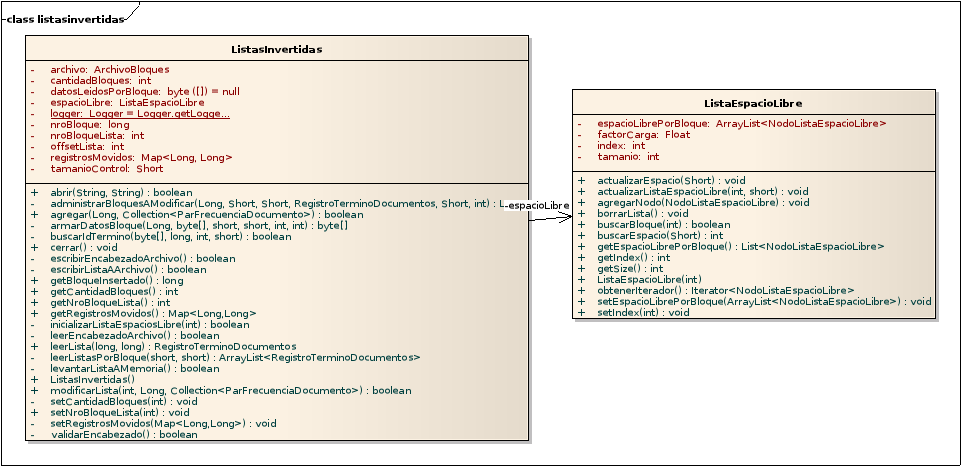 class listasinvertidas
ListasInvertidas
- archivo: ArchivoBloques
- cantidadBloques: int
- datosLeidosPorBloque: byte ([]) = null
- espacioLibre: ListaEspacioLibre
- logger: Logger = Logger.getLogge...
- nroBloque: long
- nroBloqueLista: int
- offsetLista: int
- registrosMovidos: Map<Long, Long>
- tamanioControl: Short
+ abrir(String, String) : boolean
- administrarBloquesAModificar(Long, Short, Short, RegistroTerminoDocumentos, Short, int) : L
+ agregar(Long, Collection<ParFrecuenciaDocumento>) : boolean
- armarDatosBloque(Long, byte[], short, short, int, int) : byte[]
- buscarIdTermino(byte[], long, int, short) : boolean
+ cerrar() : void
- escribirEncabezadoArchivo() : boolean
- escribirListaAArchivo() : boolean
+ getBloqueInsertado() : long
+ getCantidadBloques() : int
+ getNroBloqueLista() : int
+ getRegistrosMovidos() : Map<Long,Long>
- inicializarListaEspaciosLibre(int) : boolean
- leerEncabezadoArchivo() : boolean
+ leerLista(long, long) : RegistroTerminoDocumentos
- leerListasPorBloque(short, short) : ArrayList<RegistroTerminoDocumentos>
- levantarListaAMemoria() : boolean
+ ListasInvertidas()
+ modificarLista(int, Long, Collection<ParFrecuenciaDocumento>) : boolean
- setCantidadBloques(int) : void
- setNroBloqueLista(int) : void
- setRegistrosMovidos(Map<Long,Long>) : void
- validarEncabezado() : boolean
-espacioLibre
ListaEspacioLibre
- espacioLibrePorBloque: ArrayList<NodoListaEspacioLibre>
- factorCarga: Float
- index: int
- tamanio: int
+ actualizarEspacio(Short) : void
+ actualizarListaEspacioLibre(int, short) : void
+ agregarNodo(NodoListaEspacioLibre) : void
+ borrarLista() : void
+ buscarBloque(int) : boolean
+ buscarEspacio(Short) : int
+ getEspacioLibrePorBloque() : List<NodoListaEspacioLibre>
+ getIndex() : int
+ getSize() : int
+ ListaEspacioLibre(int)
+ obtenerIterador() : Iterator<NodoListaEspacioLibre>
+ setEspacioLibrePorBloque(ArrayList<NodoListaEspacioLibre>) : void
+ setIndex(int) : void